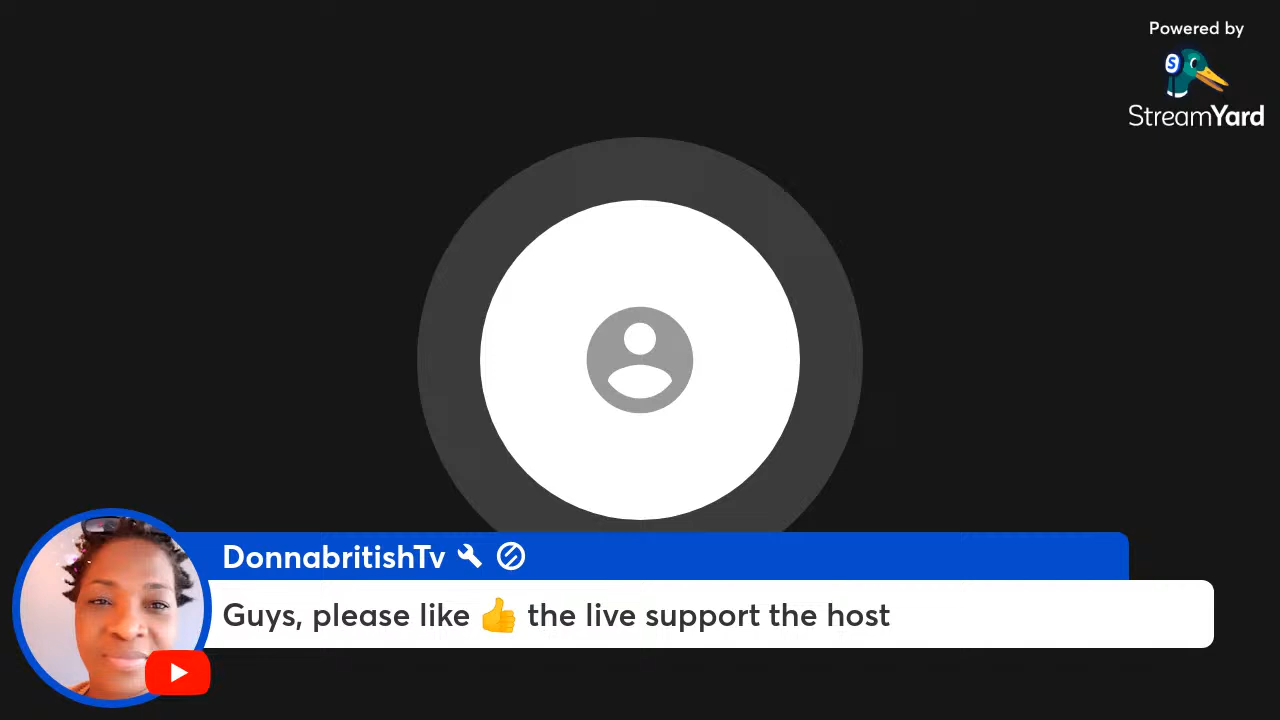 Powered by
S
StreamYard
DonnabritishTv
Guys, please like 👍 the live support the host